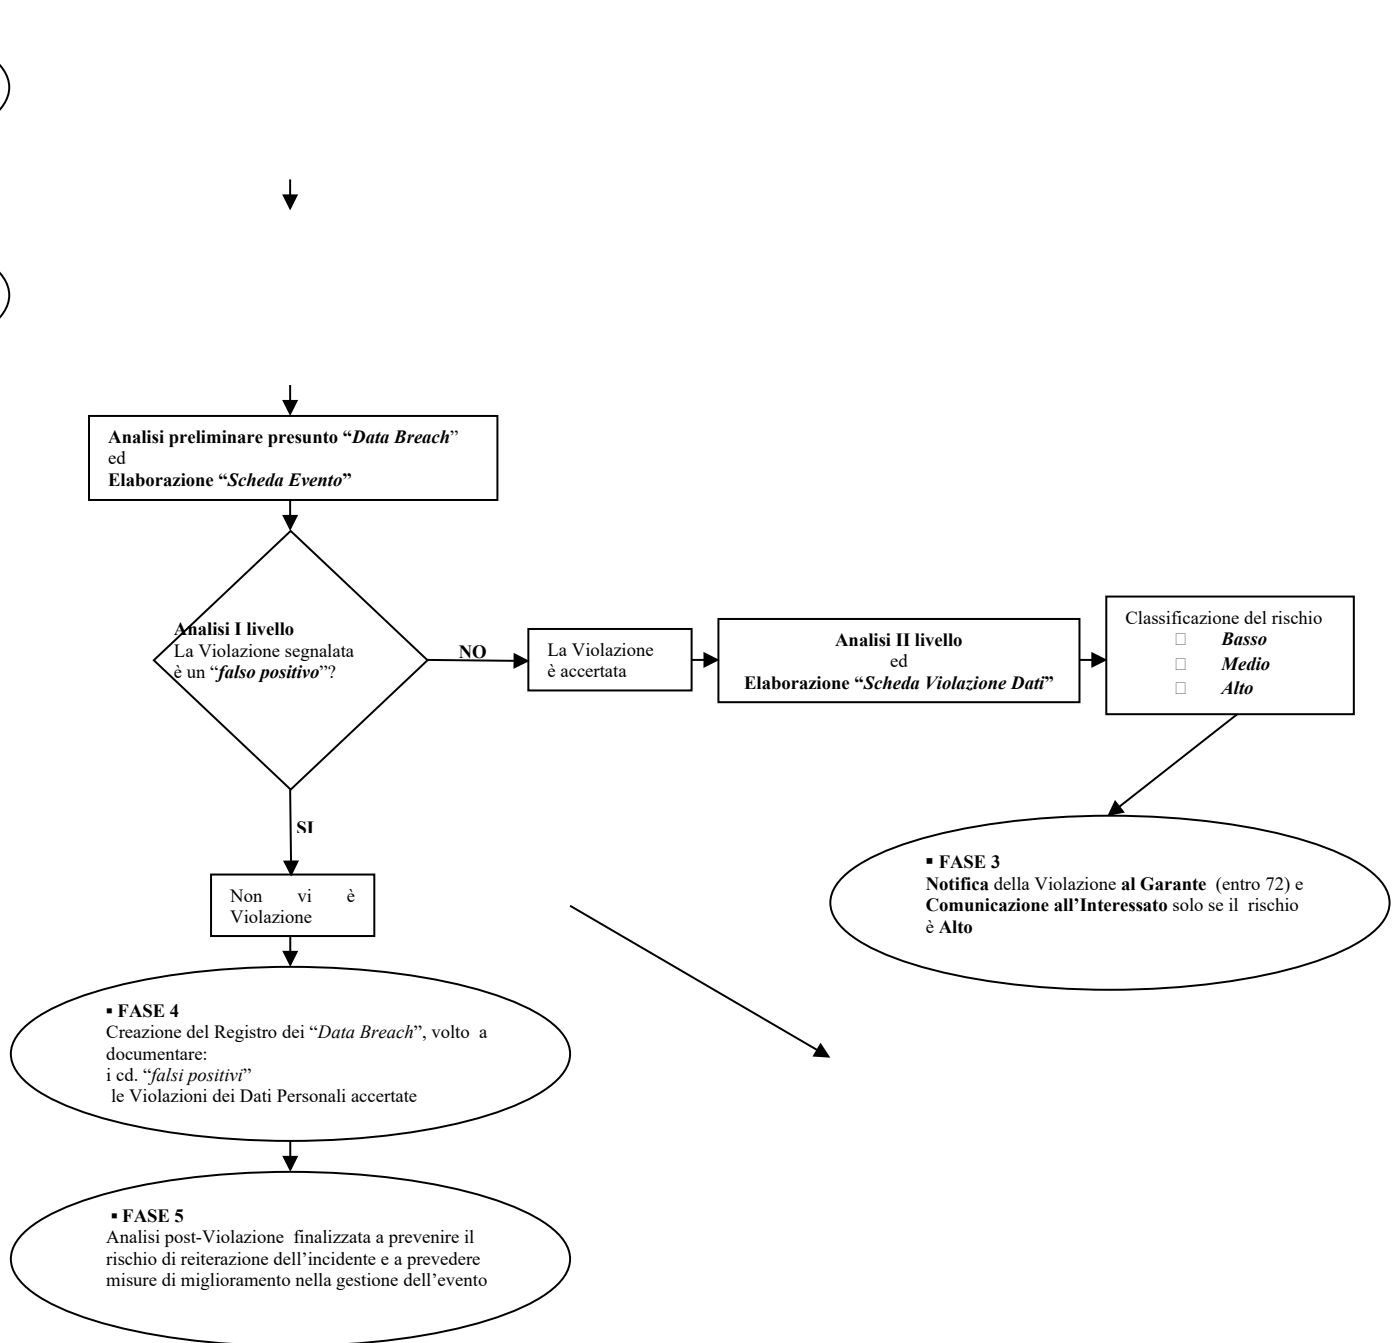 Analisi preliminare presunto “Data Breach”
ed
Elaborazione “Scheda Evento”
Analisi I livello
La Violazione segnalata
è un “falso positivo”?
NO
La Violazione
è accertata
Analisi II livello
ed
Elaborazione “Scheda Violazione Dati”
Classificazione del rischio
Basso
Medio
Alto
SI
Non vi è
Violazione
▪ FASE 3
Notifica della Violazione al Garante (entro 72) e
Comunicazione all’Interessato solo se il rischio
è Alto
▪ FASE 4
Creazione del Registro dei “Data Breach”, volto a
documentare:
i cd. “falsi positivi”
le Violazioni dei Dati Personali accertate
▪ FASE 5
Analisi post-Violazione finalizzata a prevenire il
rischio di reiterazione dell’incidente e a prevedere
misure di miglioramento nella gestione dell’evento